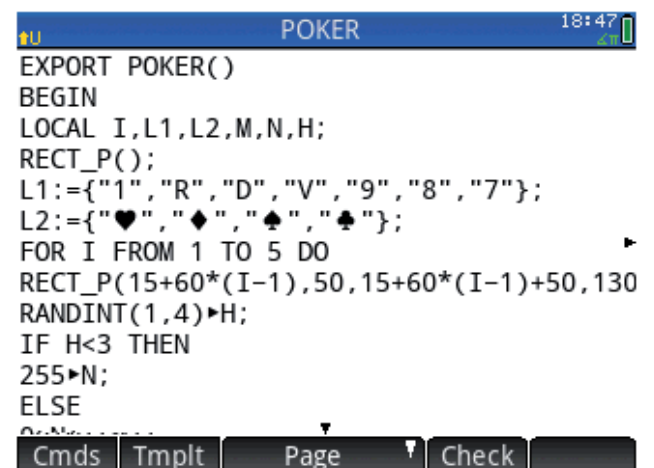 U POKER 18:47
∡π
EXPORT POKER()
BEGIN
LOCAL I,L1,L2,M,N,H;
RECT_P();
L1:={"1","R","D","V","9","8","7"};
L2:={"♥","♦","♠","♣"};
FOR I FROM 1 TO 5 DO
RECT_P(15+60*(I-1),50,15+60*(I-1)+50,130
RANDINT(1,4)▶H;
IF H<3 THEN
255▶N;
ELSE
Cmds Tmplt Page Check